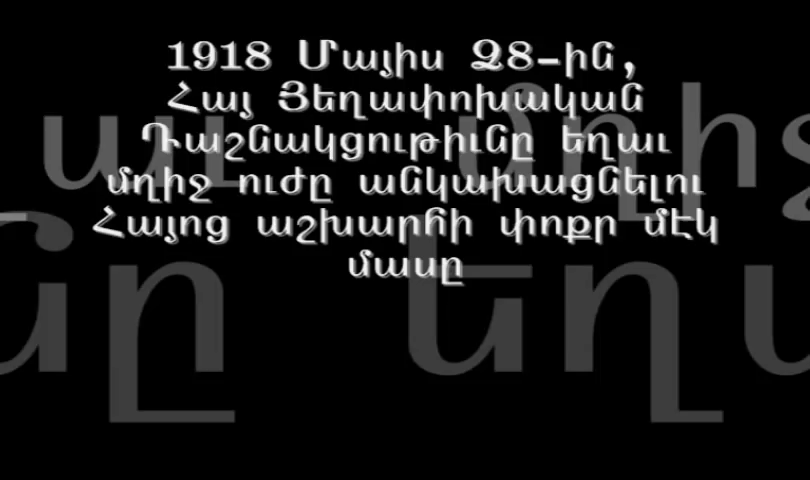 1918 Մայիս 28-ին,
Հայ Յեղափոխական
Դաշնակցութիւնը եղաւ
մղիչ ուժը անկախացնելու
Հայոց աշխարհի փոքր մէկ
մասը